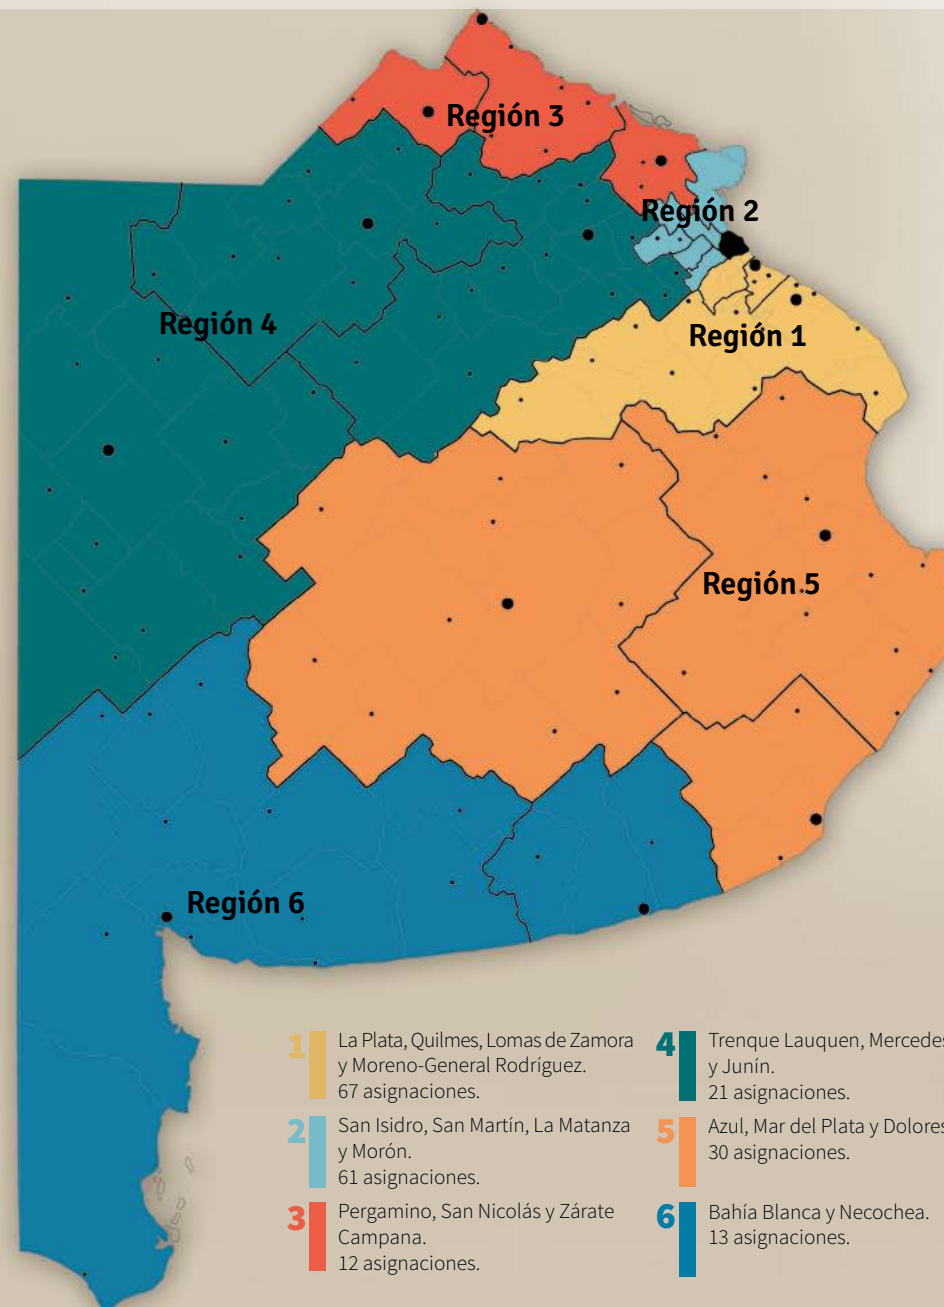 Región 3
Región 2
Región 4
Región 1
Región 5
Región 6
1
La Plata, Quilmes, Lomas de Zamora
y Moreno-General Rodríguez.
67 asignaciones.
2
San Isidro, San Martín, La Matanza
y Morón.
61 asignaciones.
3
Pergamino, San Nicolás y Zárate
Campana.
12 asignaciones.
4
Trenque Lauquen, Mercedes
y Junín.
21 asignaciones.
5
Azul, Mar del Plata y Dolores
30 asignaciones.
6
Bahía Blanca y Necochea.
13 asignaciones.